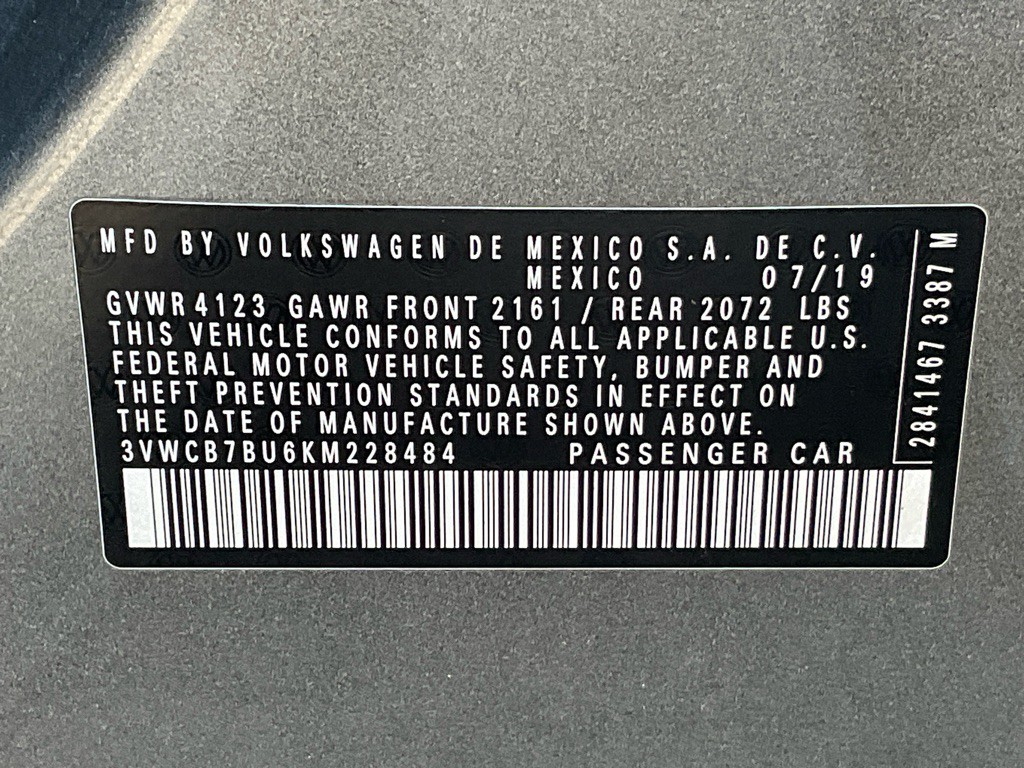 MFD BY VOLKSWAGEN DE MEXICO S.A. DE C.V.
MEXICO 07/19
GVWR 4123 GAWR FRONT 2161 / REAR 2072 LBS
THIS VEHICLE CONFORMS TO ALL APPLICABLE U.S.
FEDERAL MOTOR VEHICLE SAFETY, BUMPER AND
THEFT PREVENTION STANDARDS IN EFFECT ON
THE DATE OF MANUFACTURE SHOWN ABOVE.
3VWCB7BU6KM228484 PASSENGER CAR
2841467 3387 M